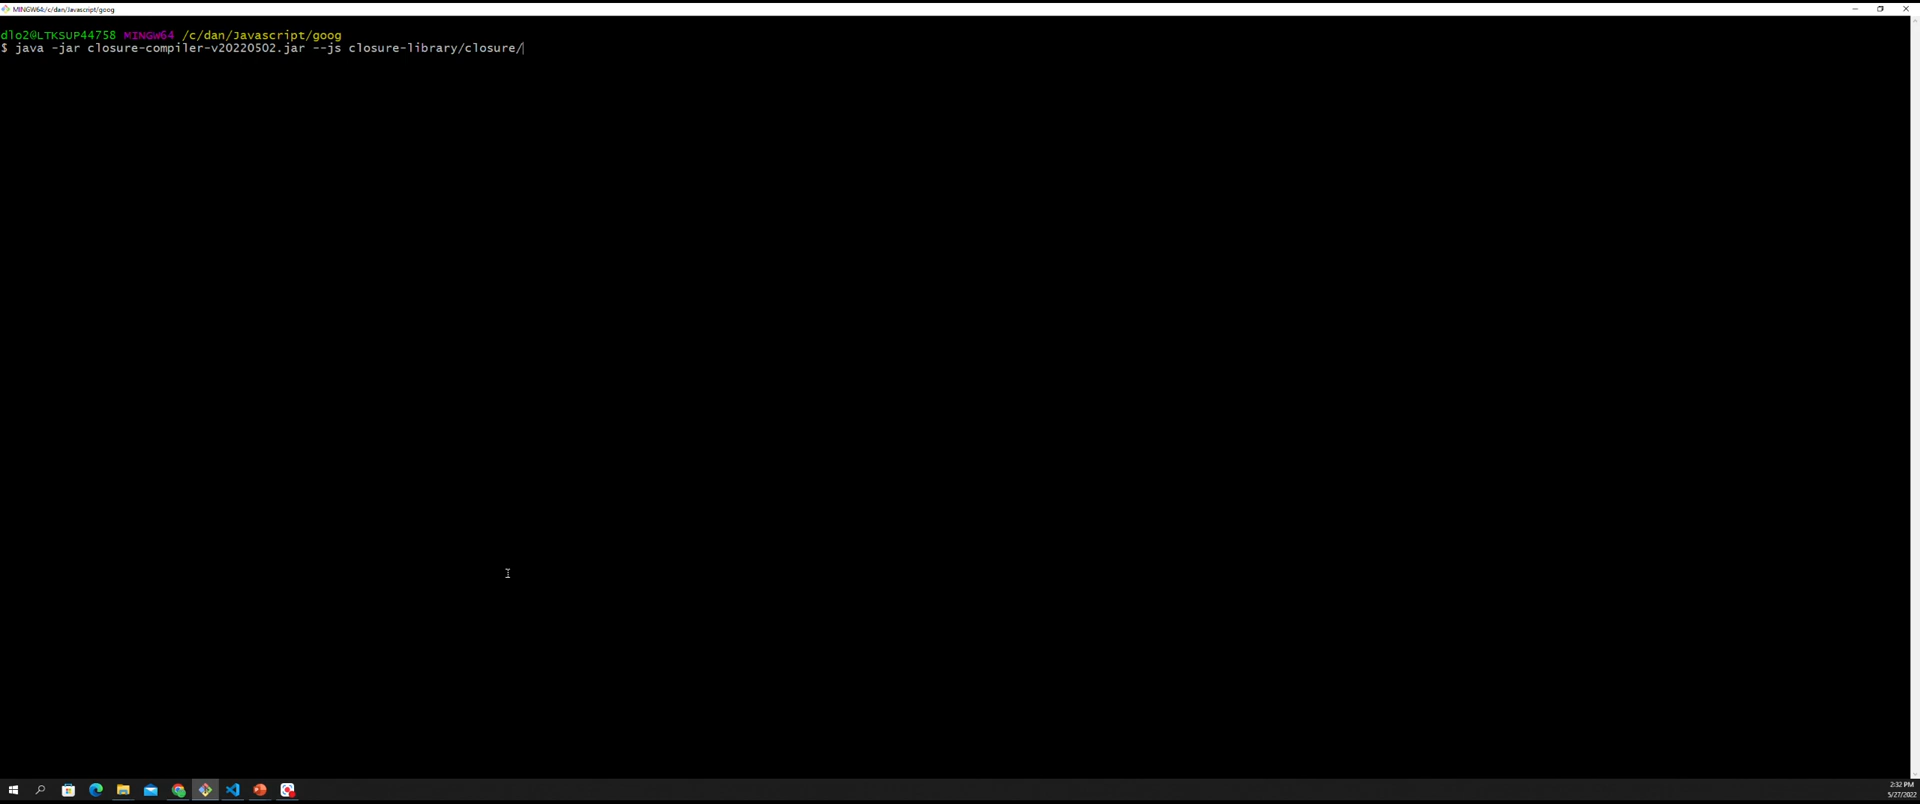 MINGW64:/c/dan/Javascript/goog
dlo2@LTKSUP44758 MINGW64 /c/dan/Javascript/goog
$ java -jar closure-compiler-v20220502.jar --js closure-library/closure/
2:32 PM
5/27/2022